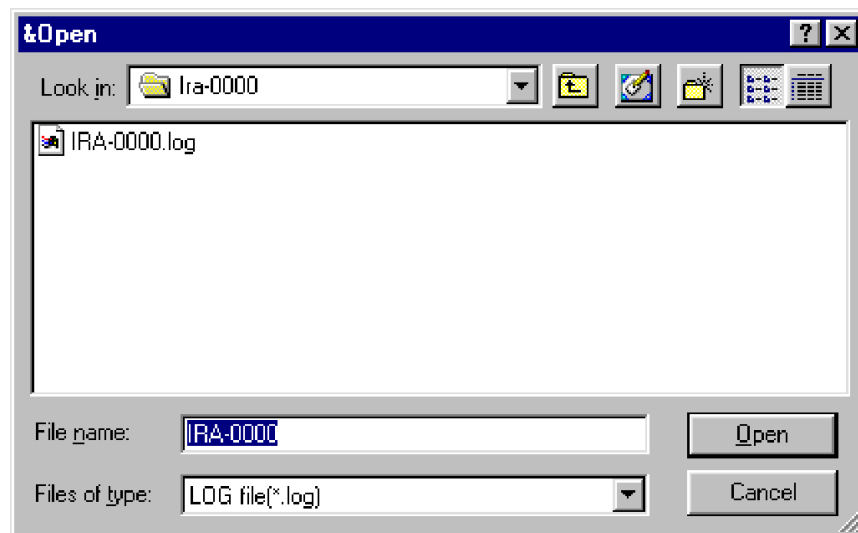 &Open
Look in: Ira-0000
IRA-0000.log
File name: IRA-0000 Open
Files of type: LOG file(*.log) Cancel